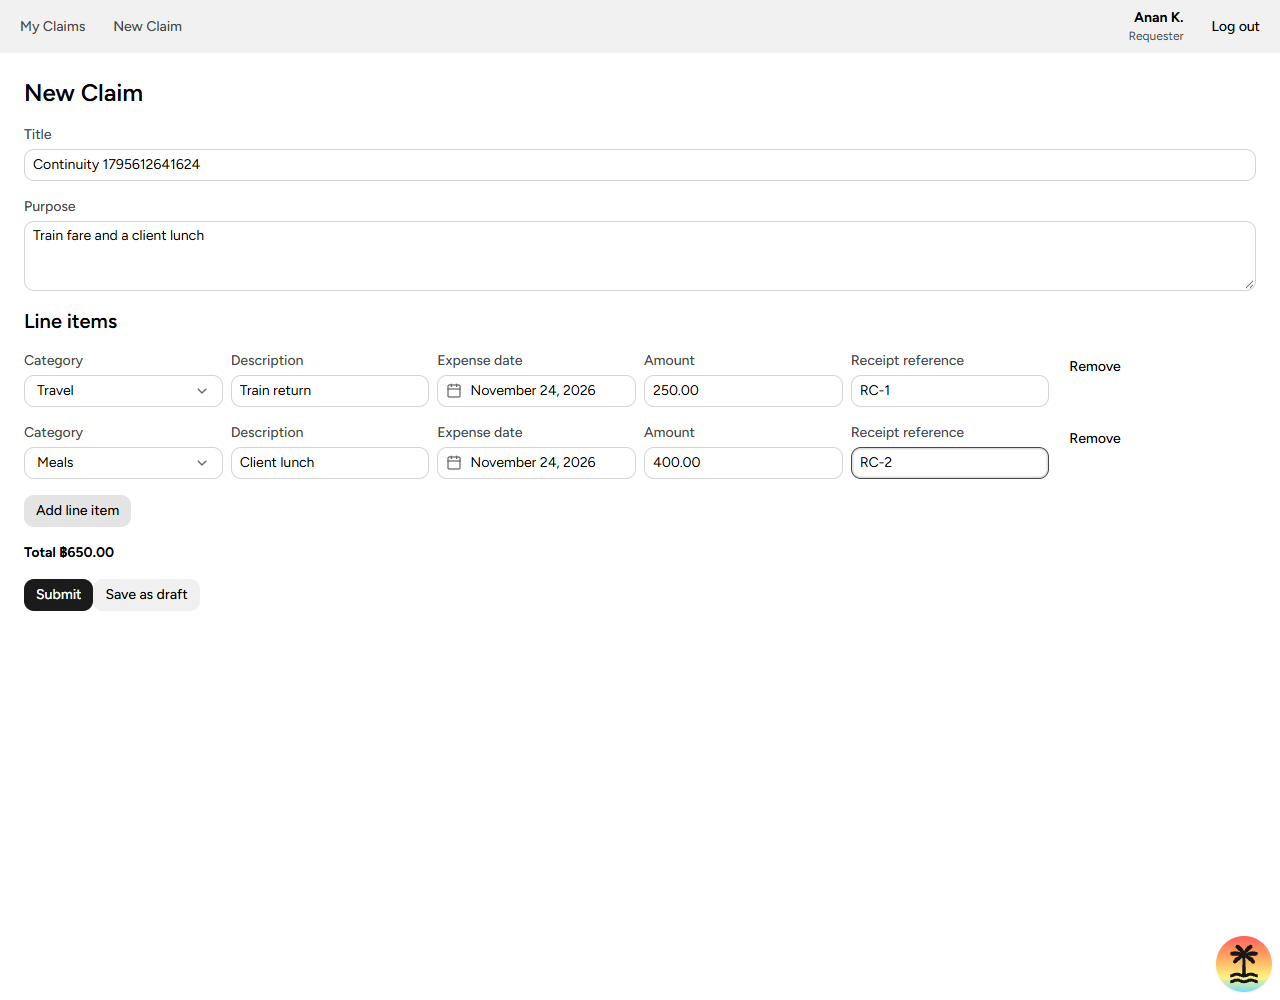 My Claims New Claim Anan K. Log out
Requester
New Claim
Title
Continuity 1795612641624
Purpose
Train fare and a client lunch
Line items
Category Description Expense date Amount Receipt reference Remove
Travel Train return November 24, 2026 250.00 RC-1
Category Description Expense date Amount Receipt reference Remove
Meals Client lunch November 24, 2026 400.00 RC-2
Add line item
Total ฿650.00
Submit Save as draft